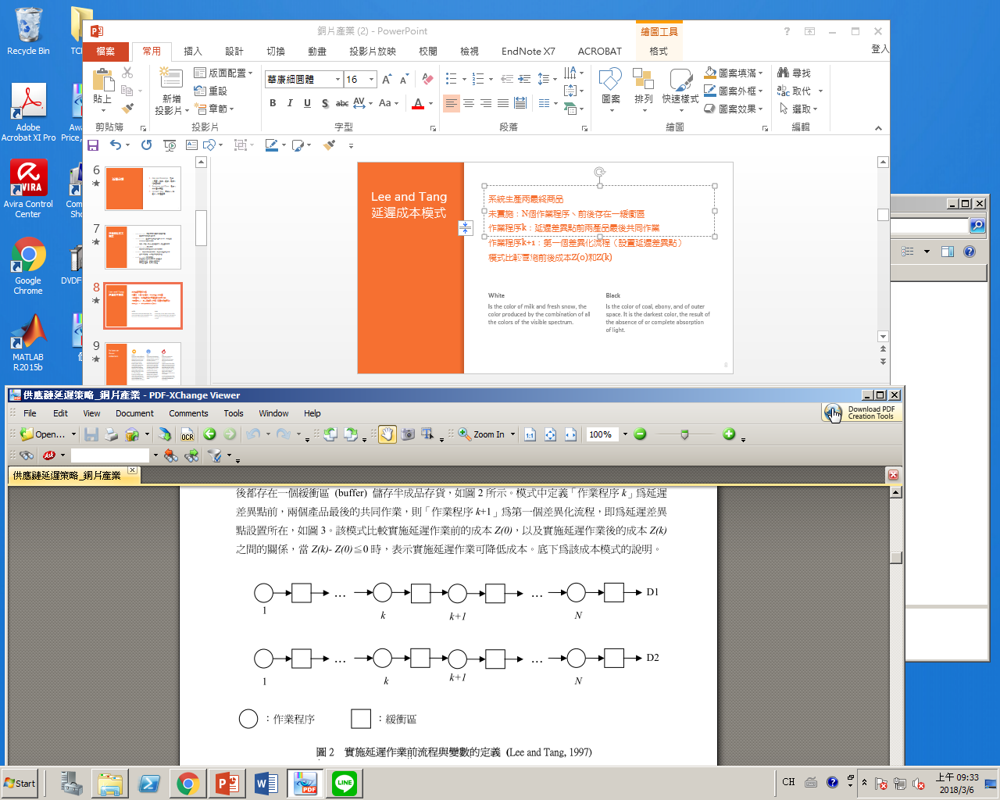 Recycle Bin
Adobe
Acrobat XI Pro
Avira Control
Center
Google
Chrome
MATLAB
R2015b
銅片產業 (2) - PowerPoint
繪圖工具
檔案
常用
插入
設計
切換
動畫
投影片放映
校閱
檢視
EndNote X7
ACROBAT
格式
登入
貼上
新增
投影片
版面配置
重設
章節
華康細圓體
16
圖案
排列
快速樣式
圖案填滿
圖案外框
圖案效果
尋找
取代
選取
剪貼簿
投影片
字型
段落
繪圖
編輯
6
7
8
9
Lee and Tang
延遲成本模式
系統生產兩最終商品
未實施：N個作業程序、前後存在一緩衝區
作業程序k：延遲差異點前兩產品最後共同作業
作業程序k+1：第一個差異化流程（設置延遲差異點）
模式比較實施前後成本Z(0)和Z(k)
White
Is the color of milk and fresh snow, the
color produced by the combination of all
the colors of the visible spectrum.
Black
Is the color of coal, ebony, and of outer
space. It is the darkest color, the result of
the absence of or complete absorption
of light.
供應鏈延遲策略_銅片產業 - PDF-XChange Viewer
File Edit View Document Comments Tools Window Help
Download PDF
Creation Tools
Open...
OCR
Zoom In
1:1
100%
Ask
供應鏈延遲策略_銅片產業
後都存在一個緩衝區 (buffer) 儲存半成品存貨，如圖 2 所示。模式中定義「作業程序 k」為延遲
差異點前，兩個產品最後的共同作業，則「作業程序 k+1」為第一個差異化流程，即為延遲差異
點設置所在，如圖 3。該模式比較實施延遲作業前的成本 Z(0)，以及實施延遲作業後的成本 Z(k)
之間的關係，當 Z(k)- Z(0)≦0 時，表示實施延遲作業可降低成本。底下為該成本模式的說明。
… … D1
1 k k+1 N
… … D2
1 k k+1 N
：作業程序 ：緩衝區
圖 2 實施延遲作業前流程與變數的定義 (Lee and Tang, 1997)
Start
CH
上午 09:33
2018/3/6